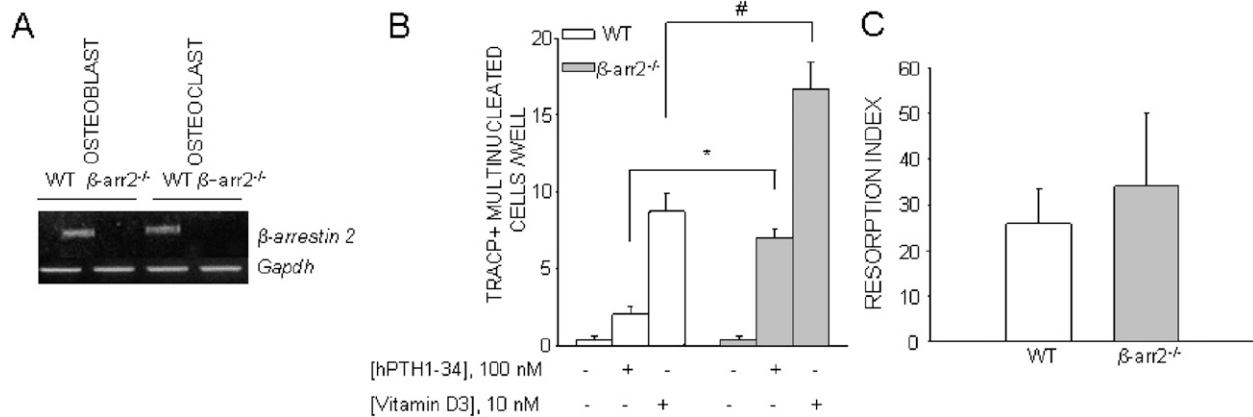 A
OSTEOBLAST
OSTEOCLAST
WT β-arr2-/-
WT β-arr2-/-
β-arrestin 2
Gapdh
B
TRACP+ MULTINUCLEATED
CELLS /WELL
20
15
10
5
0
WT
β-arr2-/-
#
*
[hPTH1-34], 100 nM - + - - + -
[Vitamin D3], 10 nM - - + - - +
C
RESORPTION INDEX
60
50
40
30
20
10
0
WT
β-arr2-/-